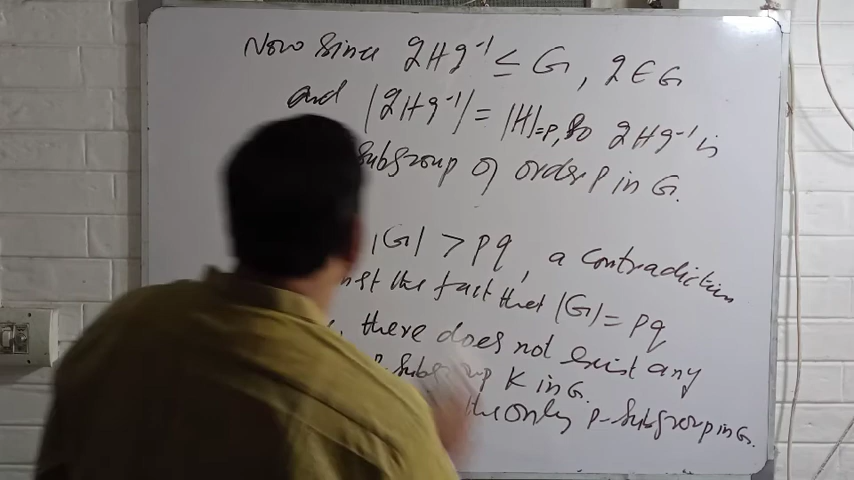 Now Since gHg⁻¹ ≤ G, g∈G
and |gHg⁻¹| = |H|=p, So gHg⁻¹ is
subgroup of order p in G.
|G| > pq, a contradiction
the fact that |G| = pq
there does not exist any
p-subgroup K in G.
the only p-subgroup in G.